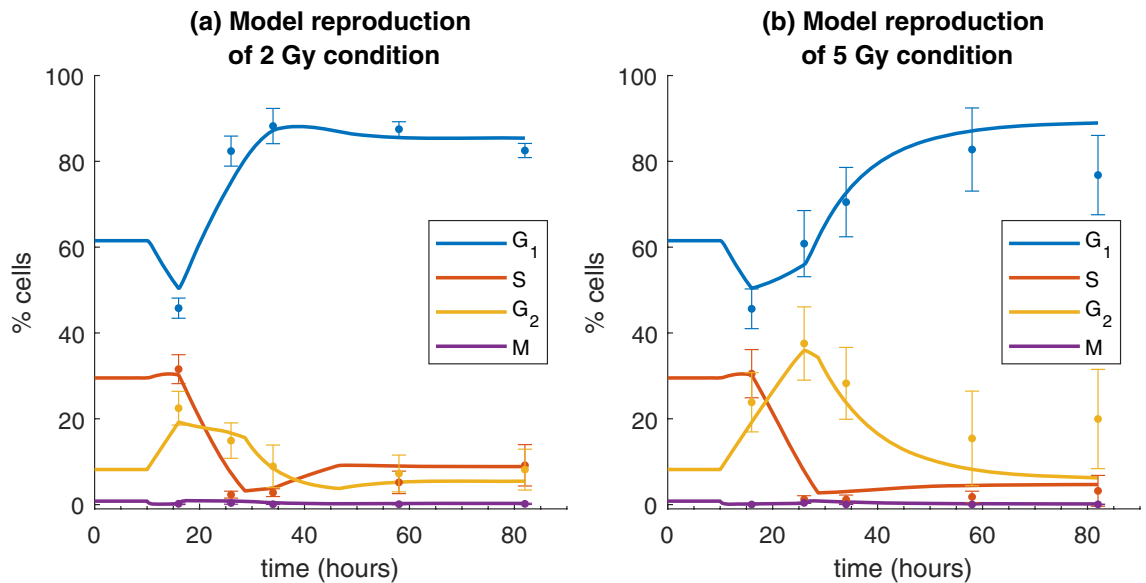 (a) Model reproduction
of 2 Gy condition
100
80
60
40
20
0
% cells
0 20 40 60 80
time (hours)
G1
S
G2
M
(b) Model reproduction
of 5 Gy condition
100
80
60
40
20
0
% cells
0 20 40 60 80
time (hours)
G1
S
G2
M